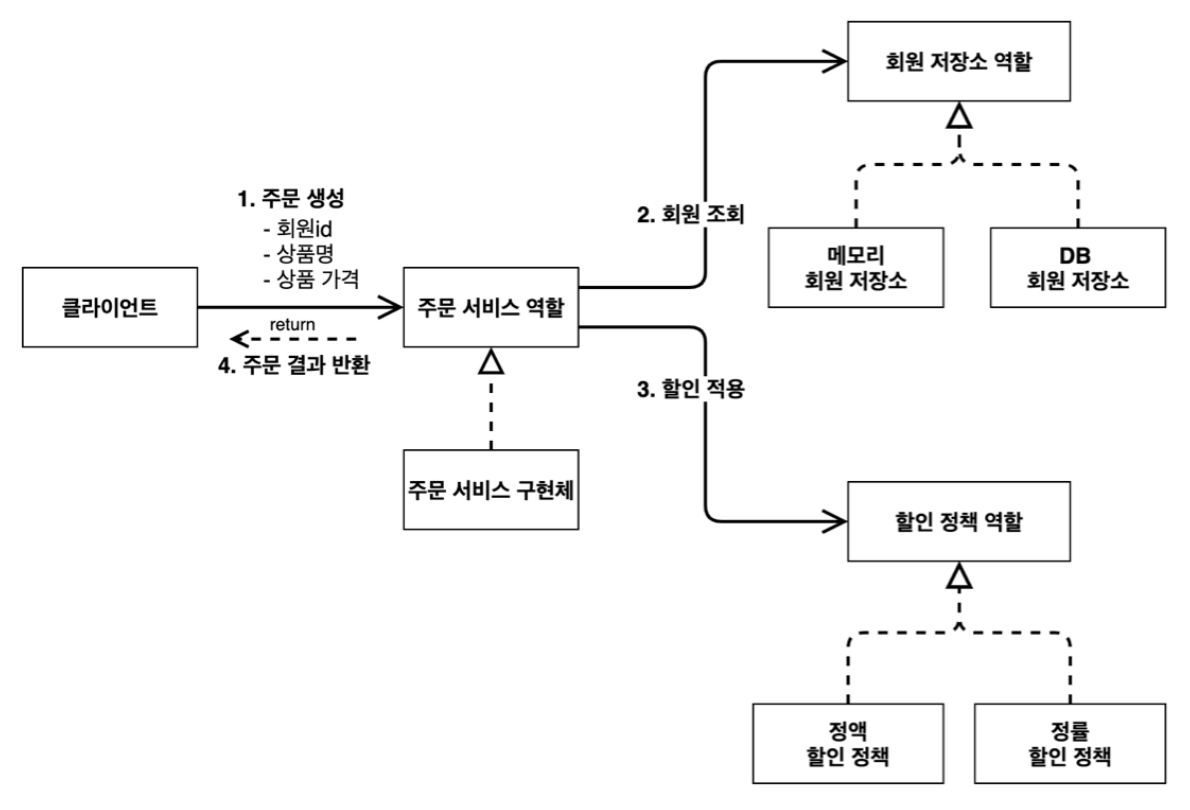 회원 저장소 역할
1. 주문 생성
- 회원id
- 상품명
- 상품 가격
2. 회원 조회
메모리
회원 저장소
DB
회원 저장소
클라이언트
주문 서비스 역할
return
4. 주문 결과 반환
3. 할인 적용
주문 서비스 구현체
할인 정책 역할
정액
할인 정책
정률
할인 정책